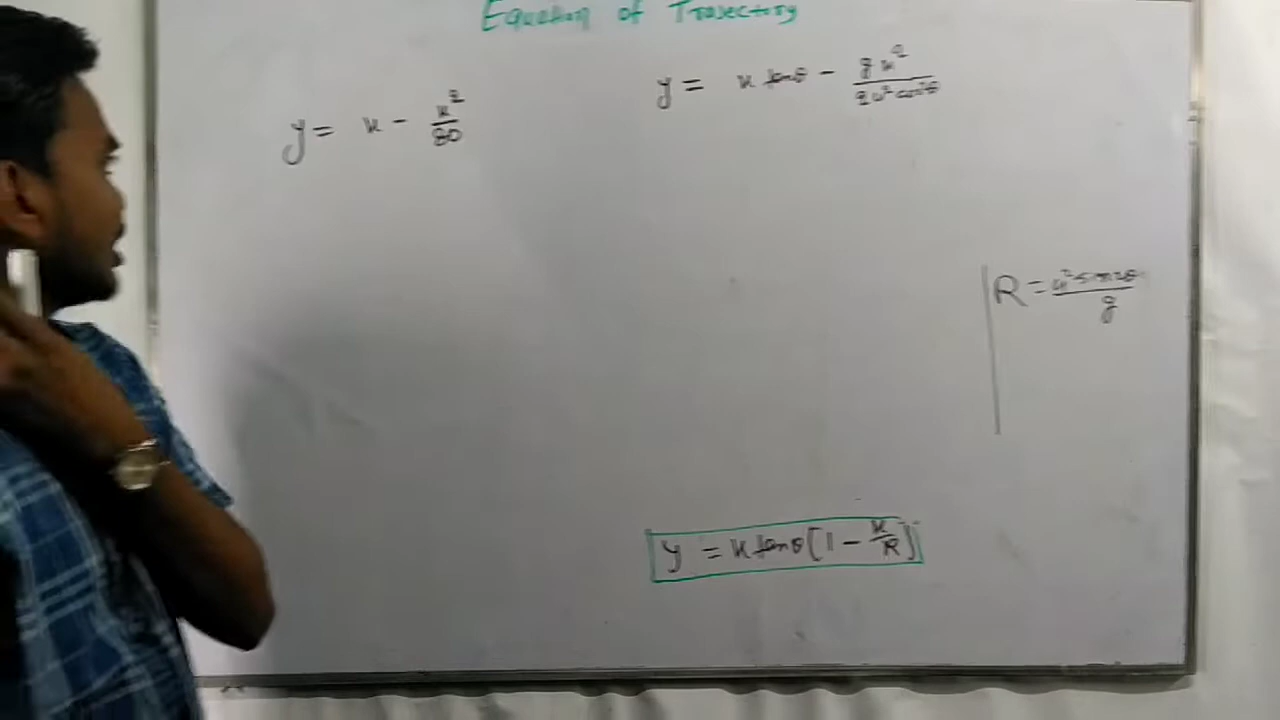 Equation of Trajectory
y = x tanθ - gx²/2u²cos²θ
y = x - x²/80
R = u²sin2θ/g
y = x tanθ [1 - x/R]